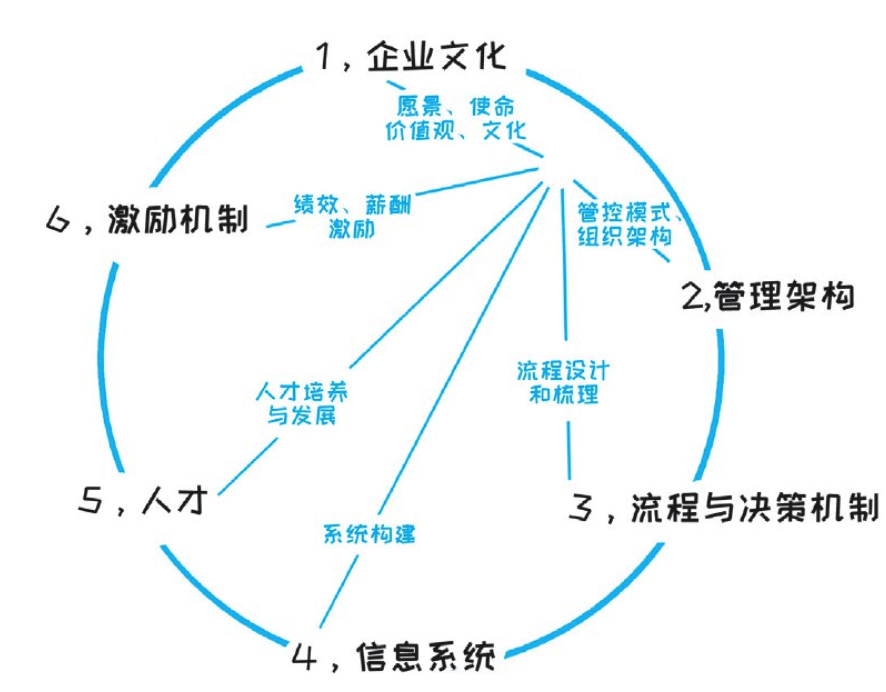 1，企业文化
愿景、使命
价值观、文化
绩效、薪酬
激励
6，激励机制
管控模式、
组织架构
2,管理架构
流程设计
和梳理
人才培养
与发展
5，人才
3，流程与决策机制
系统构建
4，信息系统